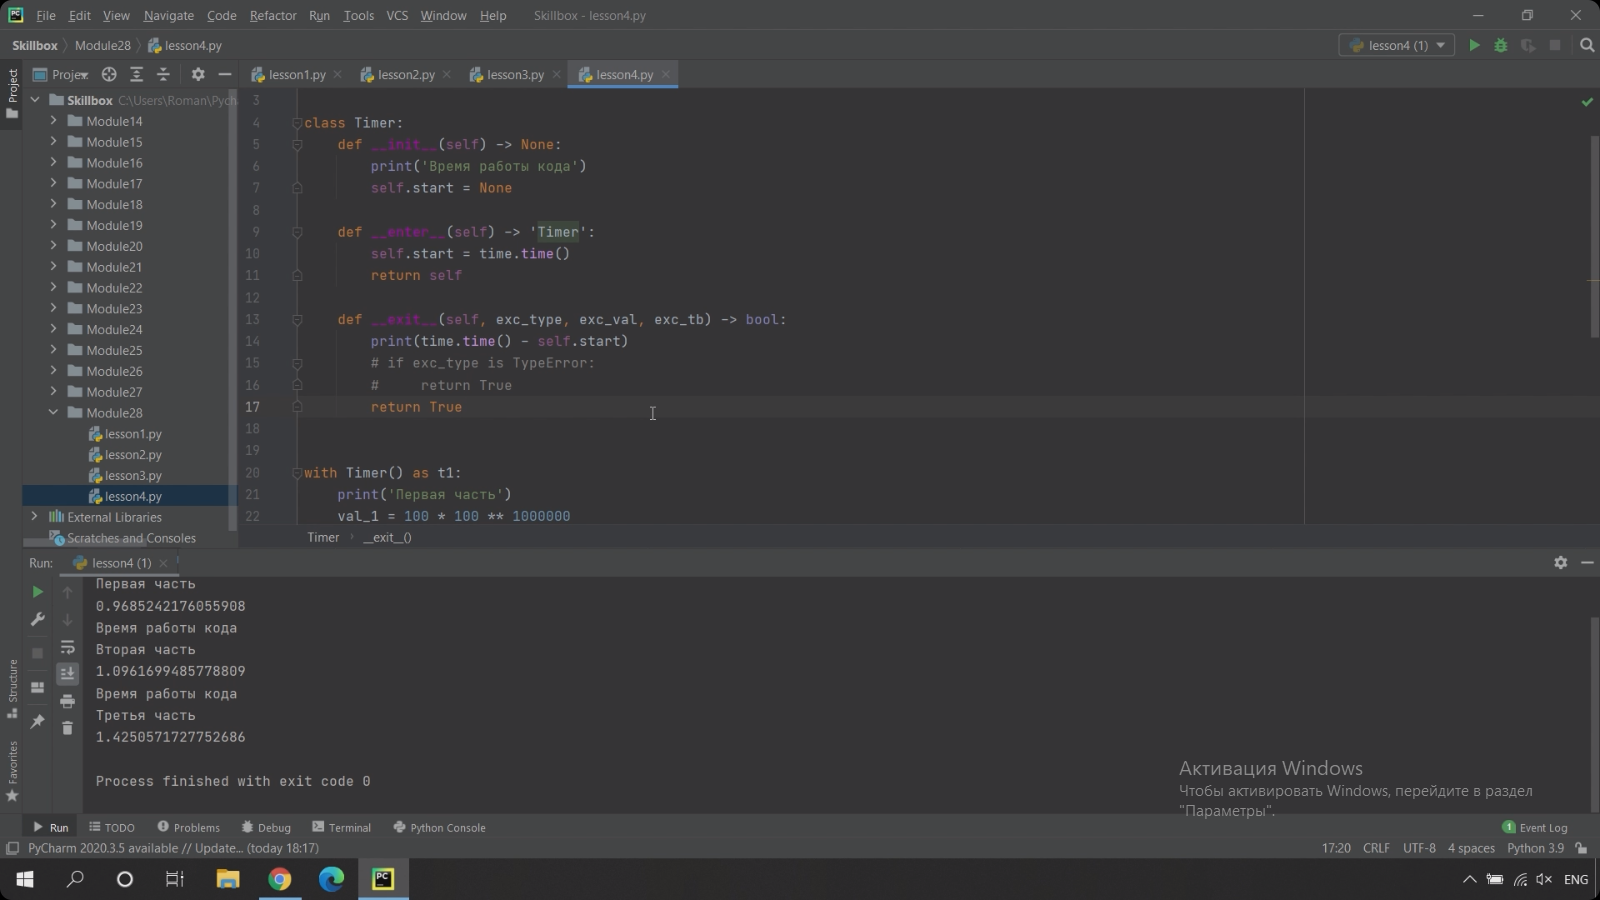 File Edit View Navigate Code Refactor Run Tools VCS Window Help Skillbox - lesson4.py
Skillbox Module28 lesson4.py lesson4 (1)
Project
Proje
lesson1.py lesson2.py lesson3.py lesson4.py
Skillbox C:\Users\Roman\Pych
Module14
Module15
Module16
Module17
Module18
Module19
Module20
Module21
Module22
Module23
Module24
Module25
Module26
Module27
Module28
lesson1.py
lesson2.py
lesson3.py
lesson4.py
External Libraries
Scratches and Consoles
3
4 class Timer:
5 def __init__(self) -> None:
6 print('Время работы кода')
7 self.start = None
8
9 def __enter__(self) -> 'Timer':
10 self.start = time.time()
11 return self
12
13 def __exit__(self, exc_type, exc_val, exc_tb) -> bool:
14 print(time.time() - self.start)
15 # if exc_type is TypeError:
16 #     return True
17 return True
18
19
20 with Timer() as t1:
21 print('Первая часть')
22 val_1 = 100 * 100 ** 1000000
Timer __exit__()
Run: lesson4 (1)
Первая часть
0.9685242176055908
Время работы кода
Вторая часть
1.0961699485778809
Время работы кода
Третья часть
1.4250571727752686
Process finished with exit code 0
Structure
Favorites
Активация Windows
Чтобы активировать Windows, перейдите в раздел
"Параметры".
Run TODO Problems Debug Terminal Python Console 1 Event Log
PyCharm 2020.3.5 available // Update... (today 18:17) 17:20 CRLF UTF-8 4 spaces Python 3.9
PC ENG